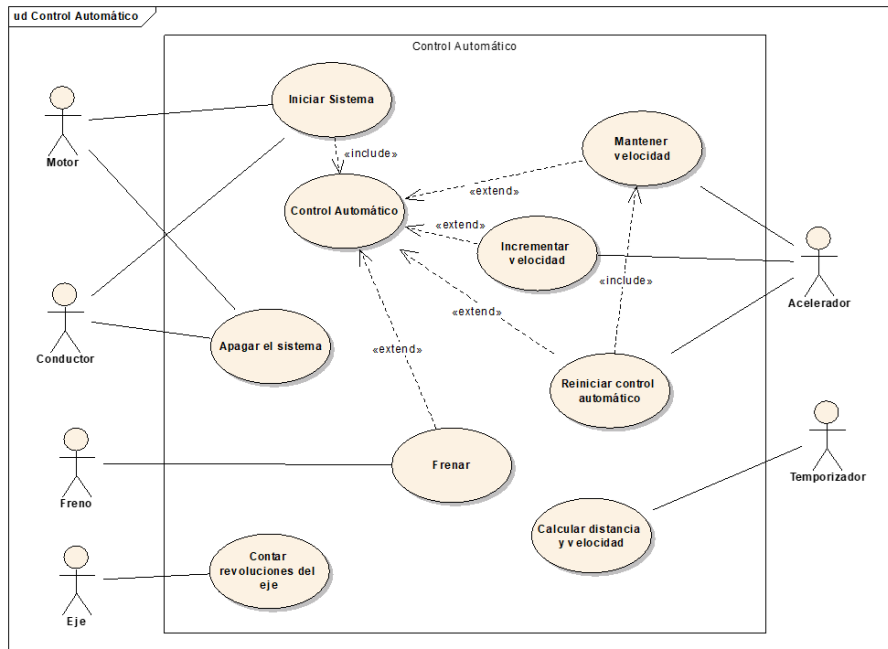 ud Control Automático
Control Automático
Iniciar Sistema
Motor
«include»
Mantener
velocidad
«extend»
Control Automático
«extend»
Incrementar
velocidad
«include»
Acelerador
«extend»
Conductor
Apagar el sistema
«extend»
Reiniciar control
automático
Frenar
Freno
Temporizador
Calcular distancia
y velocidad
Contar
revoluciones del
eje
Eje